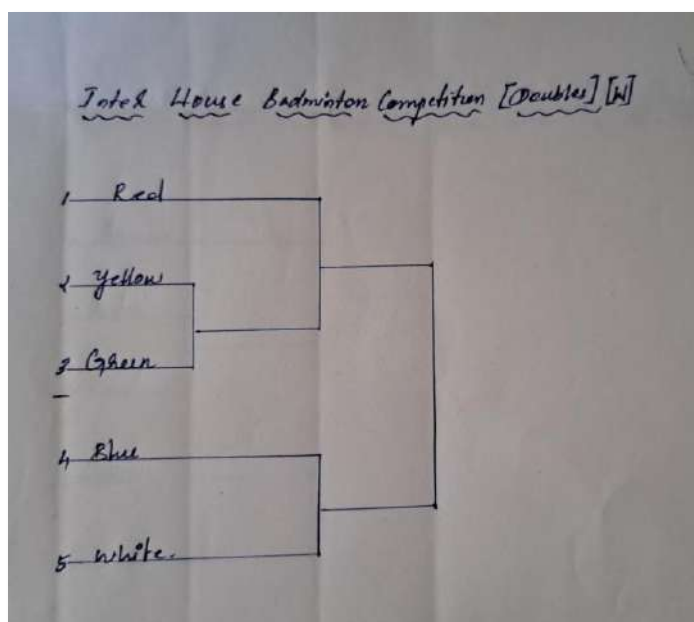 Inter House Badminton Competition [Doubles] [W]
1 Red
2 Yellow
3 Green
4 Blue
5 White.